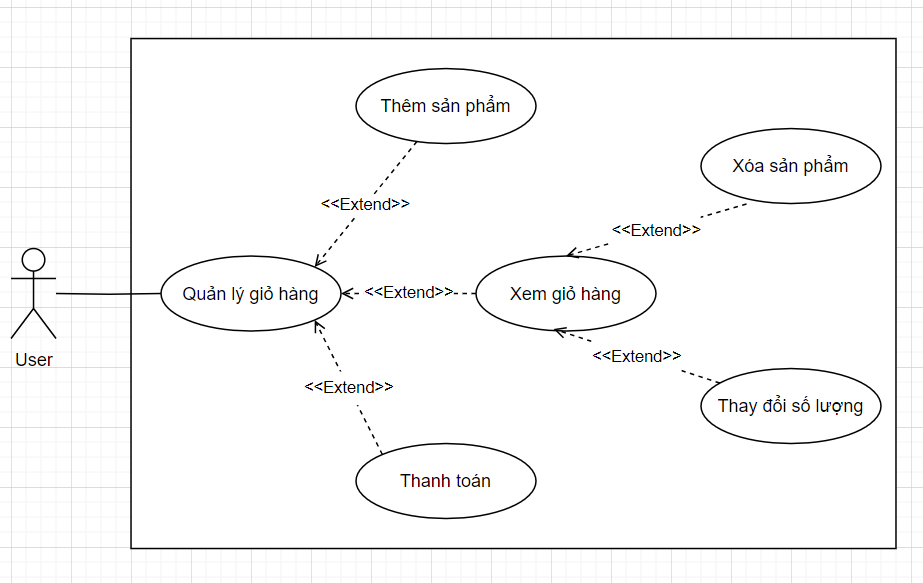 Thêm sản phẩm
Xóa sản phẩm
<<Extend>>
<<Extend>>
Quản lý giỏ hàng
<<Extend>>
Xem giỏ hàng
User
<<Extend>>
<<Extend>>
Thay đổi số lượng
Thanh toán